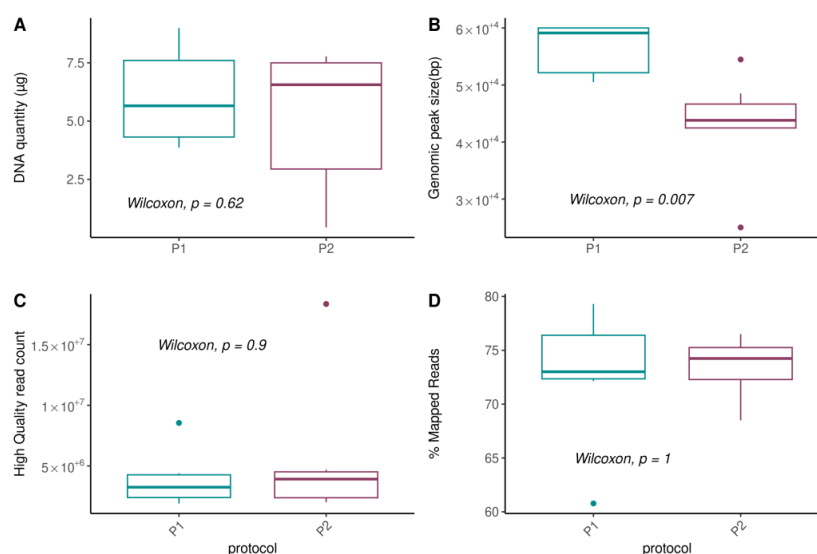 A
DNA quantity (μg)
7.5
5.0
2.5
Wilcoxon, p = 0.62
P1
P2
B
Genomic peak size(bp)
6×10⁺⁴
5×10⁺⁴
4×10⁺⁴
3×10⁺⁴
Wilcoxon, p = 0.007
P1
P2
C
High Quality read count
1.5×10⁺⁷
1×10⁺⁷
5×10⁺⁶
Wilcoxon, p = 0.9
P1
P2
protocol
D
% Mapped Reads
80
75
70
65
60
Wilcoxon, p = 1
P1
P2
protocol